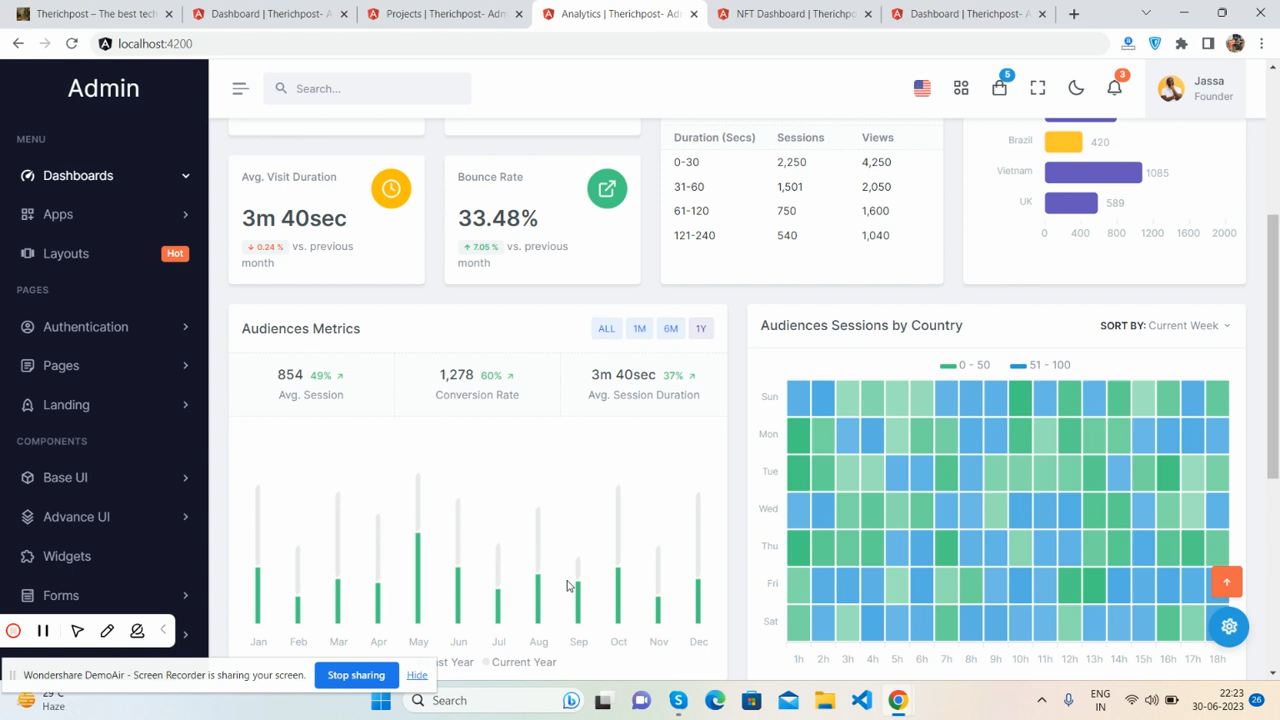 Therichpost – The best tech
Dashboard | Therichpost- A
Projects | Therichpost- Adm
Analytics | Therichpost- Ad
NFT Dashboard | Therichpo
Dashboard | Therichpost- A
localhost:4200
Admin
Search...
5
3
Jassa
Founder
MENU
Dashboards
Apps
Layouts
Hot
PAGES
Authentication
Pages
Landing
COMPONENTS
Base UI
Advance UI
Widgets
Forms
Avg. Visit Duration
3m 40sec
0.24 % vs. previous
month
Bounce Rate
33.48%
7.05 % vs. previous
month
Duration (Secs) Sessions Views
0-30 2,250 4,250
31-60 1,501 2,050
61-120 750 1,600
121-240 540 1,040
Brazil 420
Vietnam 1085
UK 589
0 400 800 1200 1600 2000
Audiences Metrics
ALL 1M 6M 1Y
854 49%
Avg. Session
1,278 60%
Conversion Rate
3m 40sec 37%
Avg. Session Duration
Jan Feb Mar Apr May Jun Jul Aug Sep Oct Nov Dec
st Year Current Year
Audiences Sessions by Country
SORT BY: Current Week
0 - 50 51 - 100
Sun
Mon
Tue
Wed
Thu
Fri
Sat
1h 2h 3h 4h 5h 6h 7h 8h 9h 10h 11h 12h 13h 14h 15h 16h 17h 18h
Wondershare DemoAir - Screen Recorder is sharing your screen.
Stop sharing
Hide
29°C
Haze
Search
ENG
IN
22:23
30-06-2023
26